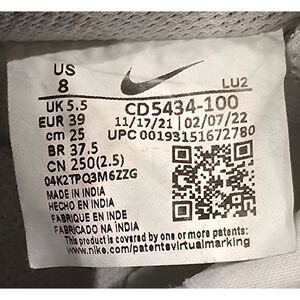 US
8
LU2
UK 5.5 CD5434-100
EUR 39 11/17/21 | 02/07/22
cm 25 UPC 00193151672780
BR 37.5
CN 250(2.5)
04K2TPQ3M6ZZG
MADE IN INDIA
HECHO EN INDIA
FABRIQUE EN INDE
FABRICADO NA ÍNDIA
This product is covered by one or more patents: see
www.nike.com/patentsvirtualmarking